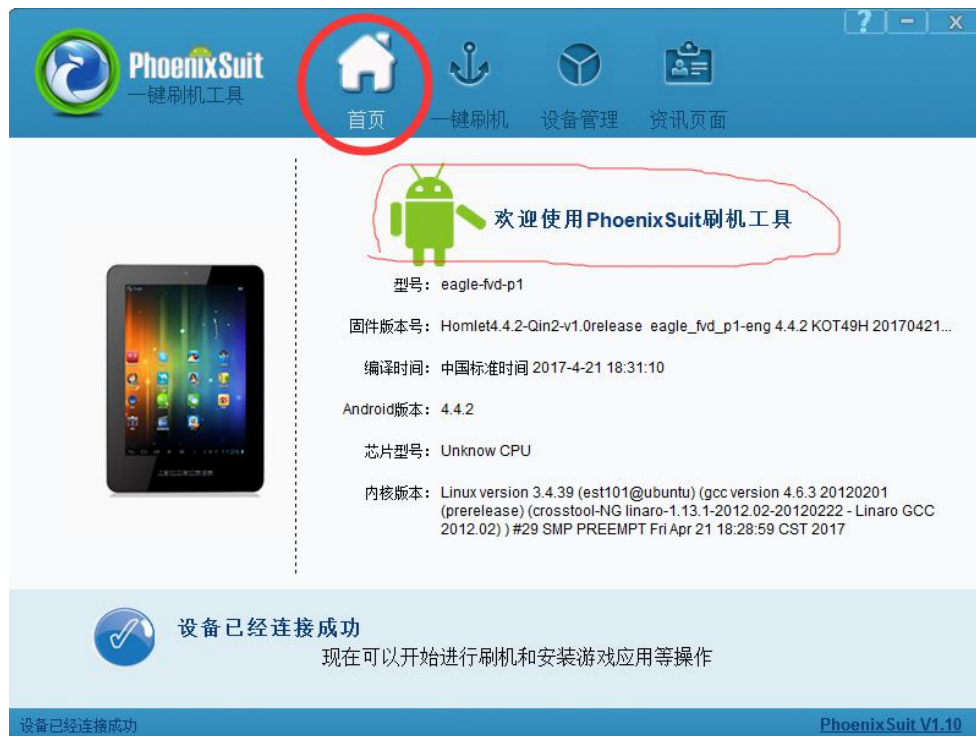 PhoenixSuit
一键刷机工具
首页
一键刷机
设备管理
资讯页面
欢迎使用PhoenixSuit刷机工具
型号： eagle-fvd-p1
固件版本号： Homlet4.4.2-Qin2-v1.0release eagle_fvd_p1-eng 4.4.2 KOT49H 20170421...
编译时间： 中国标准时间 2017-4-21 18:31:10
Android版本： 4.4.2
芯片型号： Unknow CPU
内核版本： Linux version 3.4.39 (est101@ubuntu) (gcc version 4.6.3 20120201
(prerelease) (crosstool-NG linaro-1.13.1-2012.02-20120222 - Linaro GCC
2012.02) ) #29 SMP PREEMPT Fri Apr 21 18:28:59 CST 2017
设备已经连接成功
现在可以开始进行刷机和安装游戏应用等操作
设备已经连接成功
PhoenixSuit V1.10